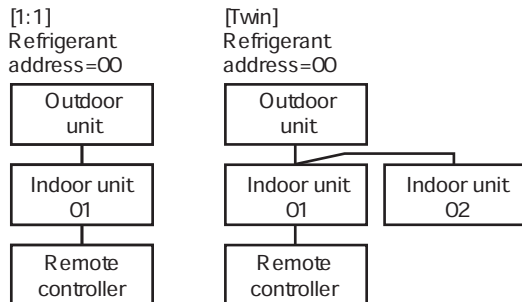 [1:1]
Refrigerant
address=00
Outdoor
unit
Indoor unit
01
Remote
controller
[Twin]
Refrigerant
address=00
Outdoor
unit
Indoor unit
01
Indoor unit
02
Remote
controller